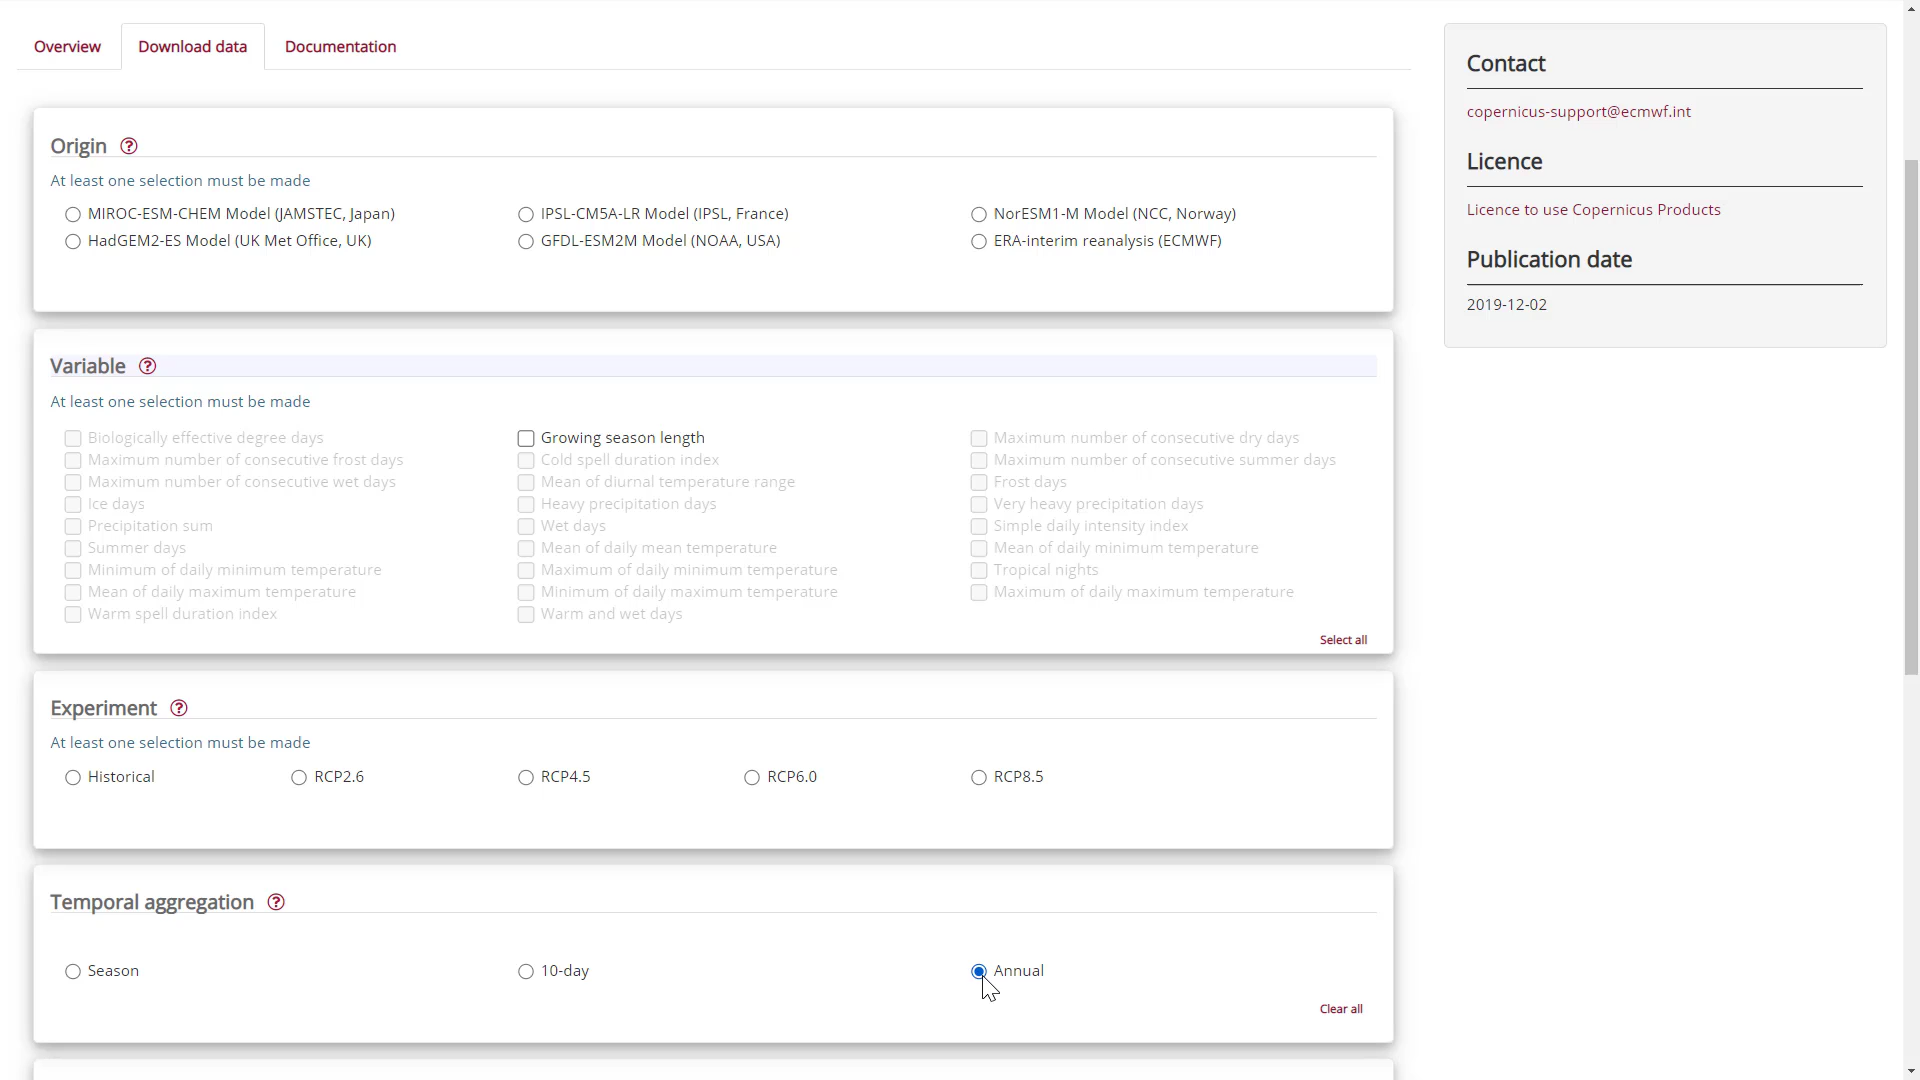 Overview Download data Documentation
Origin ?
At least one selection must be made
MIROC-ESM-CHEM Model (JAMSTEC, Japan) IPSL-CM5A-LR Model (IPSL, France) NorESM1-M Model (NCC, Norway)
HadGEM2-ES Model (UK Met Office, UK) GFDL-ESM2M Model (NOAA, USA) ERA-interim reanalysis (ECMWF)
Variable ?
At least one selection must be made
Biologically effective degree days Growing season length Maximum number of consecutive dry days
Maximum number of consecutive frost days Cold spell duration index Maximum number of consecutive summer days
Maximum number of consecutive wet days Mean of diurnal temperature range Frost days
Ice days Heavy precipitation days Very heavy precipitation days
Precipitation sum Wet days Simple daily intensity index
Summer days Mean of daily mean temperature Mean of daily minimum temperature
Minimum of daily minimum temperature Maximum of daily minimum temperature Tropical nights
Mean of daily maximum temperature Minimum of daily maximum temperature Maximum of daily maximum temperature
Warm spell duration index Warm and wet days
Select all
Experiment ?
At least one selection must be made
Historical RCP2.6 RCP4.5 RCP6.0 RCP8.5
Temporal aggregation ?
Season 10-day Annual
Clear all
Contact
copernicus-support@ecmwf.int
Licence
Licence to use Copernicus Products
Publication date
2019-12-02